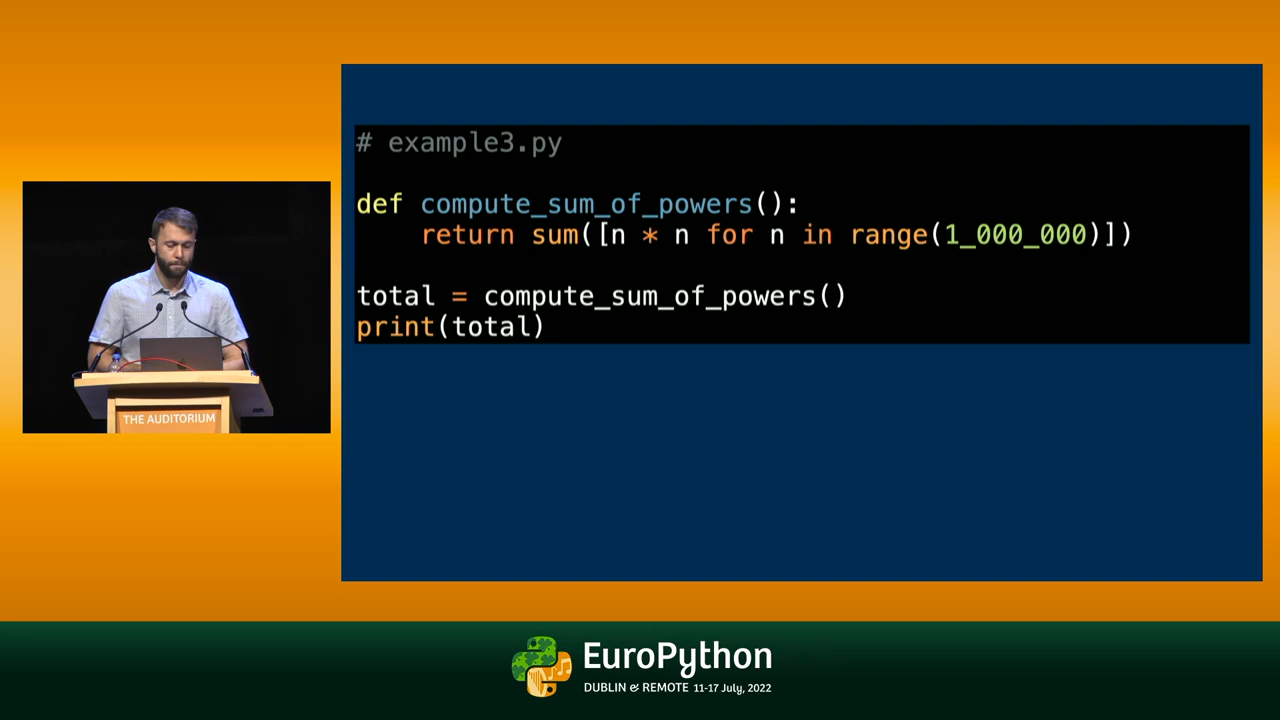 # example3.py
def compute_sum_of_powers():
    return sum([n * n for n in range(1_000_000)])
total = compute_sum_of_powers()
print(total)
THE AUDITORIUM
EuroPython
DUBLIN & REMOTE 11-17 July, 2022